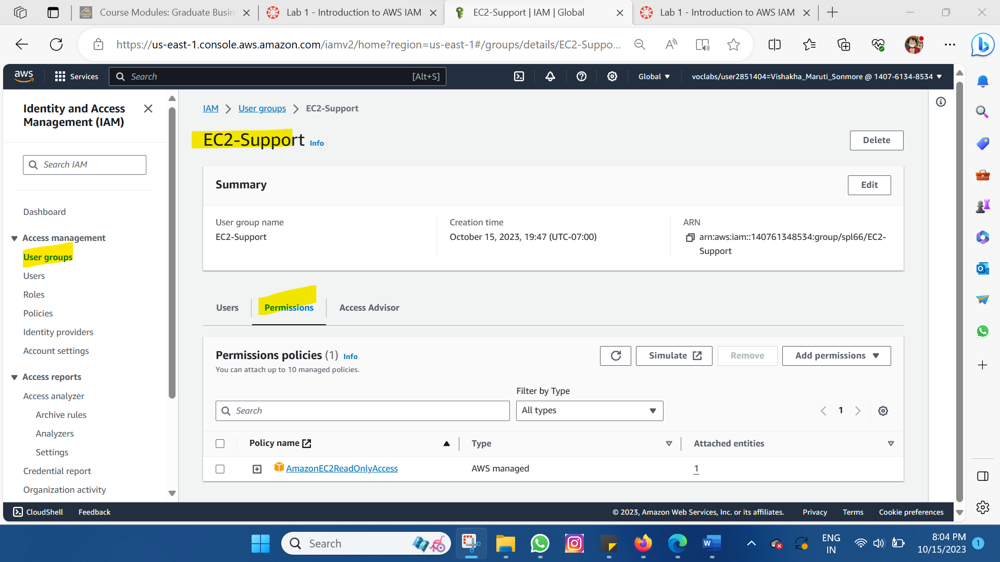 Course Modules: Graduate Busin
Lab 1 - Introduction to AWS IAM
EC2-Support | IAM | Global
Lab 1 - Introduction to AWS IAM
https://us-east-1.console.aws.amazon.com/iamv2/home?region=us-east-1#/groups/details/EC2-Suppo...
aws
Services
Search
[Alt+S]
Global
voclabs/user2851404=Vishakha_Maruti_Sonmore @ 1407-6134-8534
Identity and Access
Management (IAM)
Search IAM
Dashboard
Access management
User groups
Users
Roles
Policies
Identity providers
Account settings
Access reports
Access analyzer
Archive rules
Analyzers
Settings
Credential report
Organization activity
IAM
User groups
EC2-Support
EC2-Support Info
Delete
Summary
Edit
User group name
EC2-Support
Creation time
October 15, 2023, 19:47 (UTC-07:00)
ARN
arn:aws:iam::140761348534:group/spl66/EC2-
Support
Users
Permissions
Access Advisor
Permissions policies (1) Info
You can attach up to 10 managed policies.
Simulate
Remove
Add permissions
Filter by Type
Search
All types
1
Policy name
Type
Attached entities
AmazonEC2ReadOnlyAccess
AWS managed
1
CloudShell
Feedback
© 2023, Amazon Web Services, Inc. or its affiliates.
Privacy
Terms
Cookie preferences
Search
ENG
IN
8:04 PM
10/15/2023
1